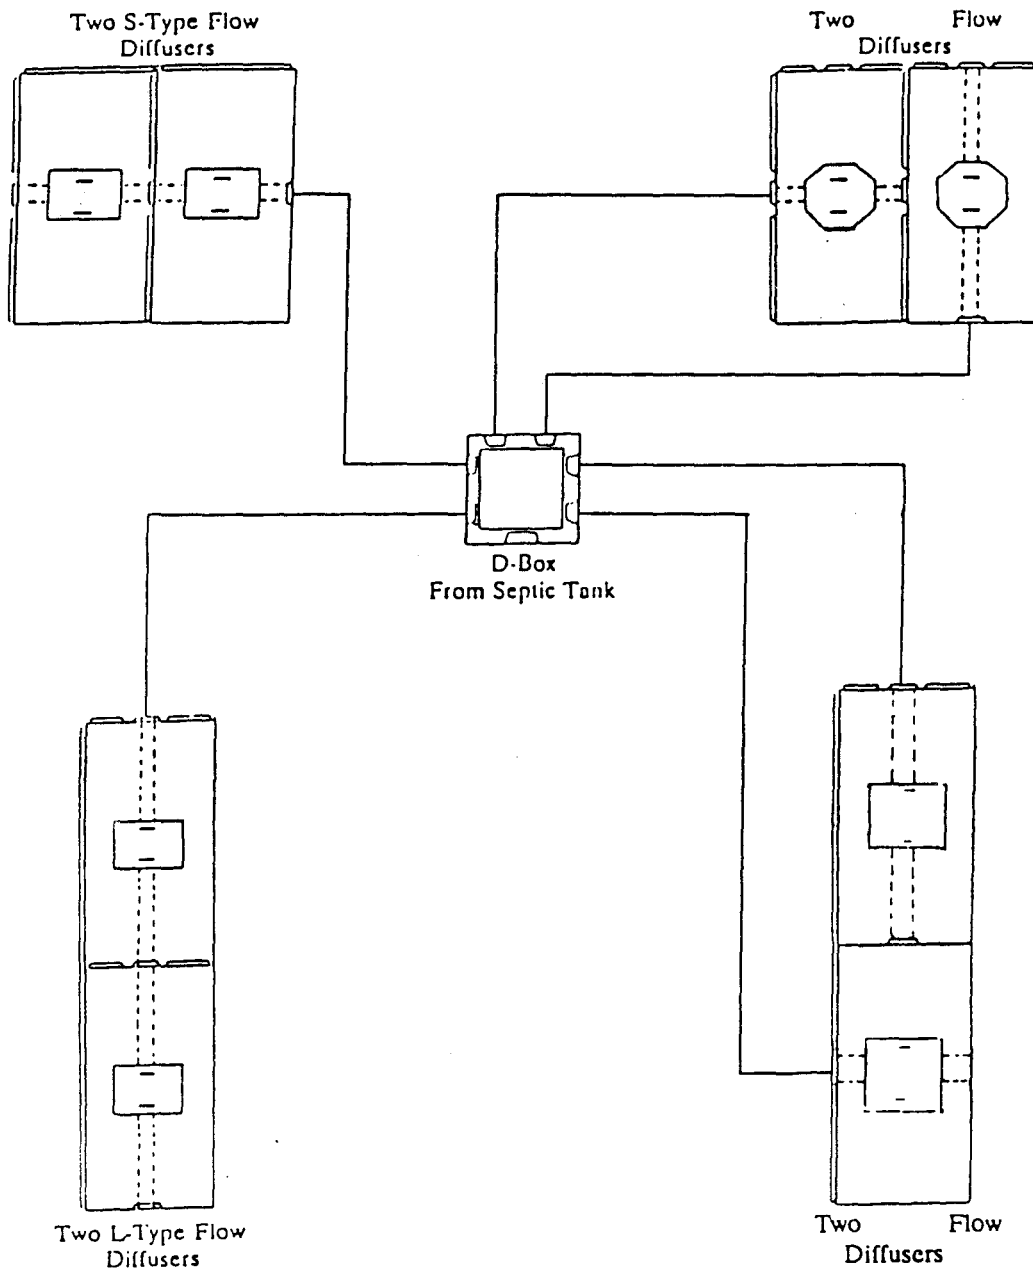 Two S-Type Flow
Diffusers
Two Flow
Diffusers
D-Box
From Septic Tank
Two L-Type Flow
Diffusers
Two Flow
Diffusers